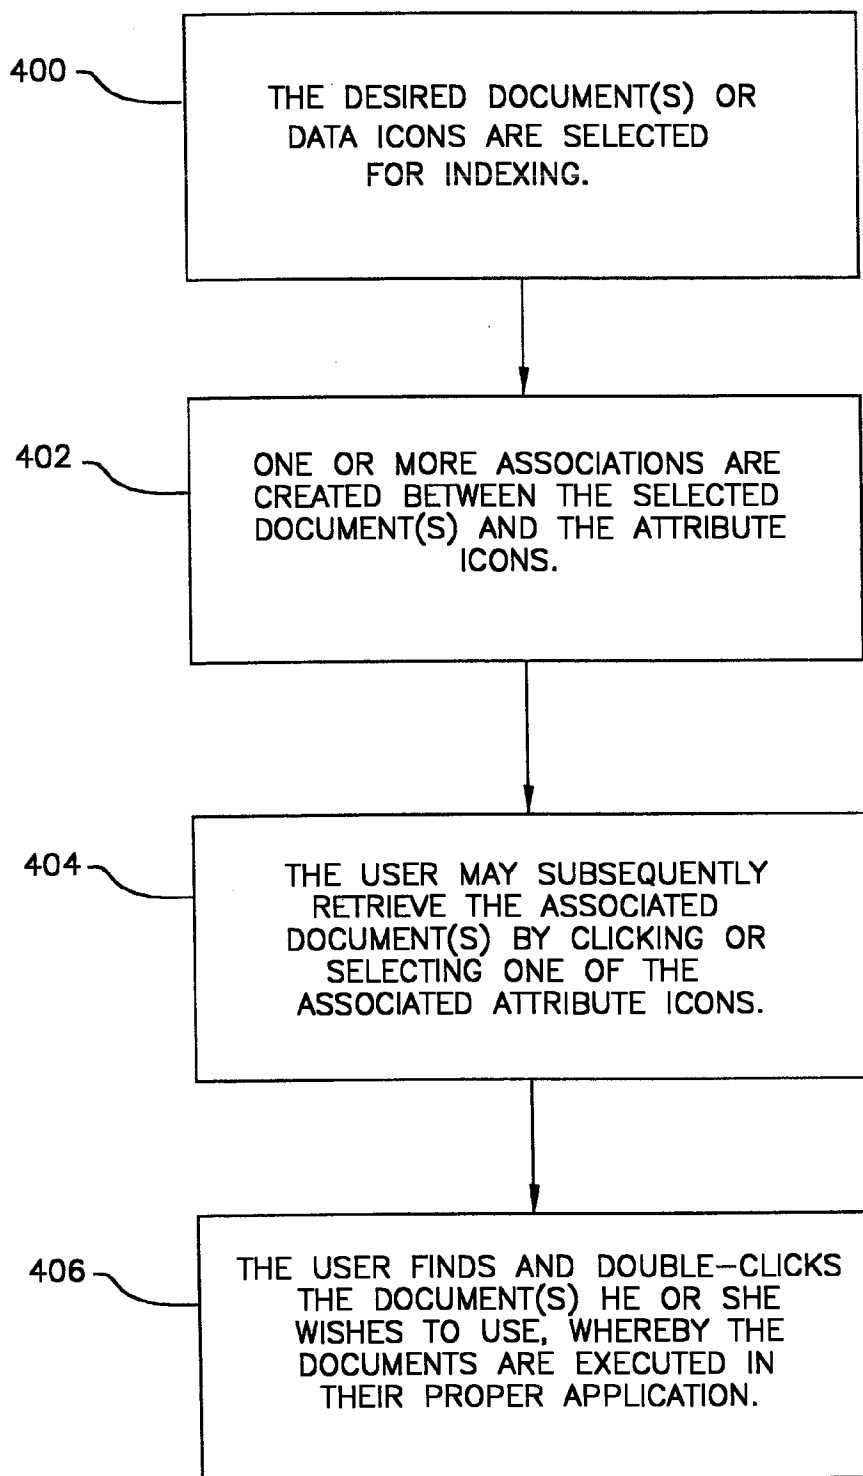 400
THE DESIRED DOCUMENT(S) OR
DATA ICONS ARE SELECTED
FOR INDEXING.
402
ONE OR MORE ASSOCIATIONS ARE
CREATED BETWEEN THE SELECTED
DOCUMENT(S) AND THE ATTRIBUTE
ICONS.
404
THE USER MAY SUBSEQUENTLY
RETRIEVE THE ASSOCIATED
DOCUMENT(S) BY CLICKING OR
SELECTING ONE OF THE
ASSOCIATED ATTRIBUTE ICONS.
406
THE USER FINDS AND DOUBLE-CLICKS
THE DOCUMENT(S) HE OR SHE
WISHES TO USE, WHEREBY THE
DOCUMENTS ARE EXECUTED IN
THEIR PROPER APPLICATION.